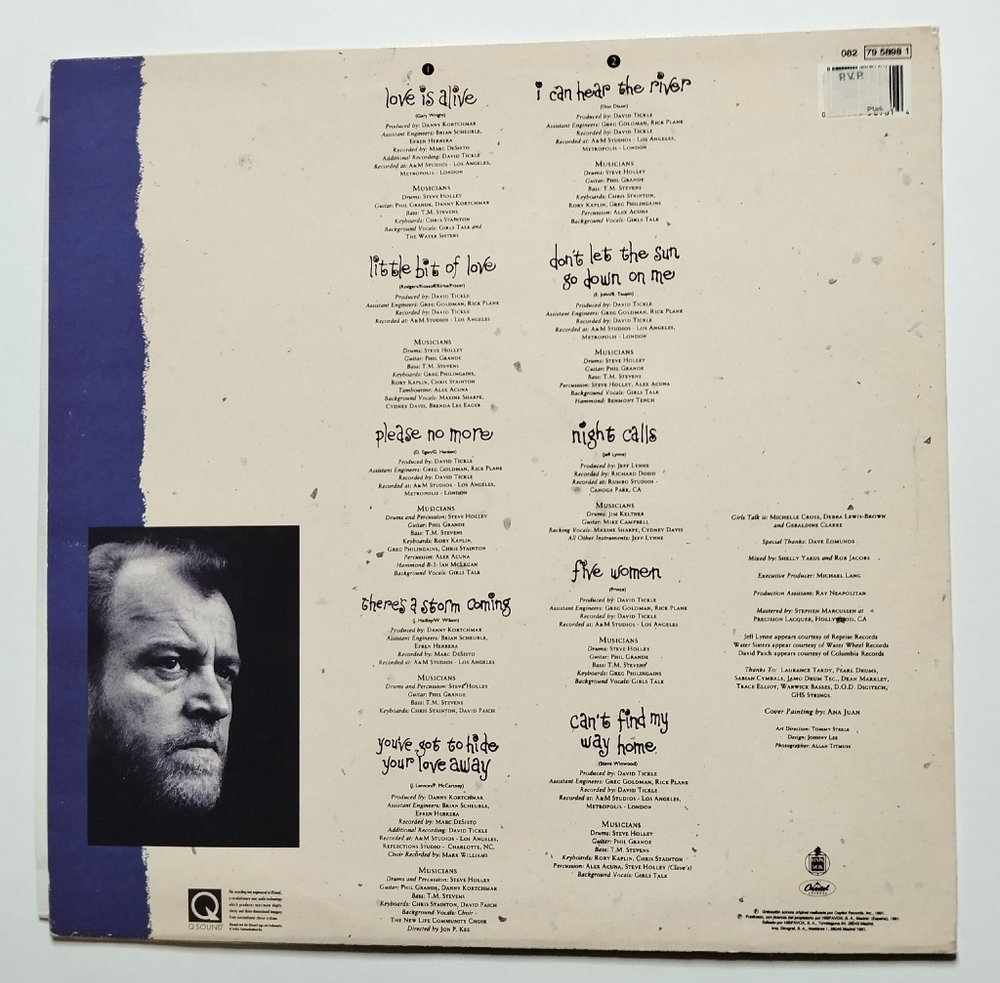 082 79 5898 1
P.V.P.
Ptas.
1
love is alive
(Gary Wright)
Produced by: Danny Kortchmar
Assistant Engineers: Brian Scheuble,
Efren Herrera
Recorded by: Marc DeSisto
Additional Recording: David Tickle
Recorded at: A&M Studios - Los Angeles,
Metropolis - London
Musicians
Drums: Steve Holley
Guitar: Phil Grande, Danny Kortchmar
Bass: T.M. Stevens
Keyboards: Chris Stainton
Background Vocals: Girls Talk and
The Water Sisters
little bit of love
(Rodgers/Kossoff/Kirke/Fraser)
Produced by: David Tickle
Assistant Engineers: Greg Goldman, Rick Plank
Recorded by: David Tickle
Recorded at: A&M Studios - Los Angeles
Musicians
Drums: Steve Holley
Guitar: Phil Grande
Bass: T.M. Stevens
Keyboards: Greg Philingains,
Rory Kaplin, Chris Stainton
Tambourine: Alex Acuna
Background Vocals: Maxine Sharpe,
Cydney Davis, Brenda Lee Eager
please no more
Produced by: David Tickle
Assistant Engineers: Greg Goldman, Rick Plank
Recorded by: David Tickle
Recorded at: A&M Studios - Los Angeles,
Metropolis - London
Musicians
Drums and Percussion: Steve Holley
Guitar: Phil Grande
Bass: T.M. Stevens
Keyboards: Rory Kaplin,
Greg Philingains, Chris Stainton
Percussion: Alex Acuna
Hammond B-3: Ian McLegan
Background Vocals: Girls Talk
there's a storm coming
(J. Hadley/W. Wilson)
Produced by: Danny Kortchmar
Assistant Engineers: Brian Scheuble,
Efren Herrera
Recorded by: Marc DeSisto
Recorded at: A&M Studios - Los Angeles
Musicians
Drums and Percussion: Steve Holley
Guitar: Phil Grande
Bass: T.M. Stevens
Keyboards: Chris Stainton, David Paich
you've got to hide
your love away
(J. Lennon/P. McCartney)
Produced by: Danny Kortchmar
Assistant Engineers: Brian Scheuble,
Efren Herrera
Recorded by: Marc DeSisto
Additional Recording: David Tickle
Recorded at: A&M Studios - Los Angeles,
Reflections Studio - Charlotte, NC.
Choir Recorded by: Mark Williams
Musicians
Drums and Percussion: Steve Holley
Guitar: Phil Grande, Danny Kortchmar
Bass: T.M. Stevens
Keyboards: Chris Stainton, David Paich
Background Vocals: Choir -
The New Life Community Choir
Directed by Jon P. Kee
2
i can hear the river
(Don Dixon)
Produced by: David Tickle
Assistant Engineers: Greg Goldman, Rick Plank
Recorded by: David Tickle
Recorded at: A&M Studios - Los Angeles,
Metropolis - London
Musicians
Drums: Steve Holley
Guitar: Phil Grande
Bass: T.M. Stevens
Keyboards: Chris Stainton,
Rory Kaplin, Greg Philingains
Percussion: Alex Acuna
Background Vocals: Girls Talk
don't let the sun
go down on me
(E. John/B. Taupin)
Produced by: David Tickle
Assistant Engineers: Greg Goldman, Rick Plank
Recorded by: David Tickle
Recorded at: A&M Studios - Los Angeles,
Metropolis - London
Musicians
Drums: Steve Holley
Guitar: Phil Grande
Bass: T.M. Stevens
Percussion: Steve Holley, Alex Acuna
Background Vocals: Girls Talk
Hammond: Benmont Tench
night calls
(Jeff Lynne)
Produced by: Jeff Lynne
Recorded by: Richard Dodd
Recorded at: Rumbo Studios -
Canoga Park, CA
Musicians
Drums: Jim Keltner
Guitar: Mike Campbell
Backing Vocals: Maxine Sharpe, Cydney Davis
All Other Instruments: Jeff Lynne
five women
(Prince)
Produced by: David Tickle
Assistant Engineers: Greg Goldman, Rick Plank
Recorded by: David Tickle
Recorded at: A&M Studios - Los Angeles
Musicians
Drums: Steve Holley
Guitar: Phil Grande
Bass: T.M. Stevens
Keyboards: Greg Philingains
Background Vocals: Girls Talk
can't find my
way home
(Steve Winwood)
Produced by: David Tickle
Assistant Engineers: Greg Goldman, Rick Plank
Recorded by: David Tickle
Recorded at: A&M Studios - Los Angeles,
Metropolis - London
Musicians
Drums: Steve Holley
Guitar: Phil Grande
Bass: T.M. Stevens
Keyboards: Rory Kaplin, Chris Stainton
Percussion: Alex Acuna, Steve Holley (Clave's)
Background Vocals: Girls Talk
Girls Talk is: Michelle Cross, Debra Lewis-Brown
and Geraldine Clarke
Special Thanks: Dave Edmunds
Mixed by: Shelly Yakus and Rob Jacobs
Executive Producer: Michael Lang
Production Assistant: Ray Neapolitan
Mastered by: Stephen Marcussen at
Precision Lacquer, Hollywood, CA
Jeff Lynne appears courtesy of Reprise Records
Water Sisters appear courtesy of Water Wheel Records
David Paich appears courtesy of Columbia Records
Thanks To: Laurance Tardy, Pearl Drums,
Sabian Cymbals, Jamo Drum Tec., Dean Markley,
Trace Elliot, Warwick Basses, D.O.D. Digitech,
GHS Strings.
Cover Painting by: Ana Juan
Art Direction: Tommy Steele
Design: Johnny Lee
Photographer: Allan Titmuss
Q
QSOUND
Capitol